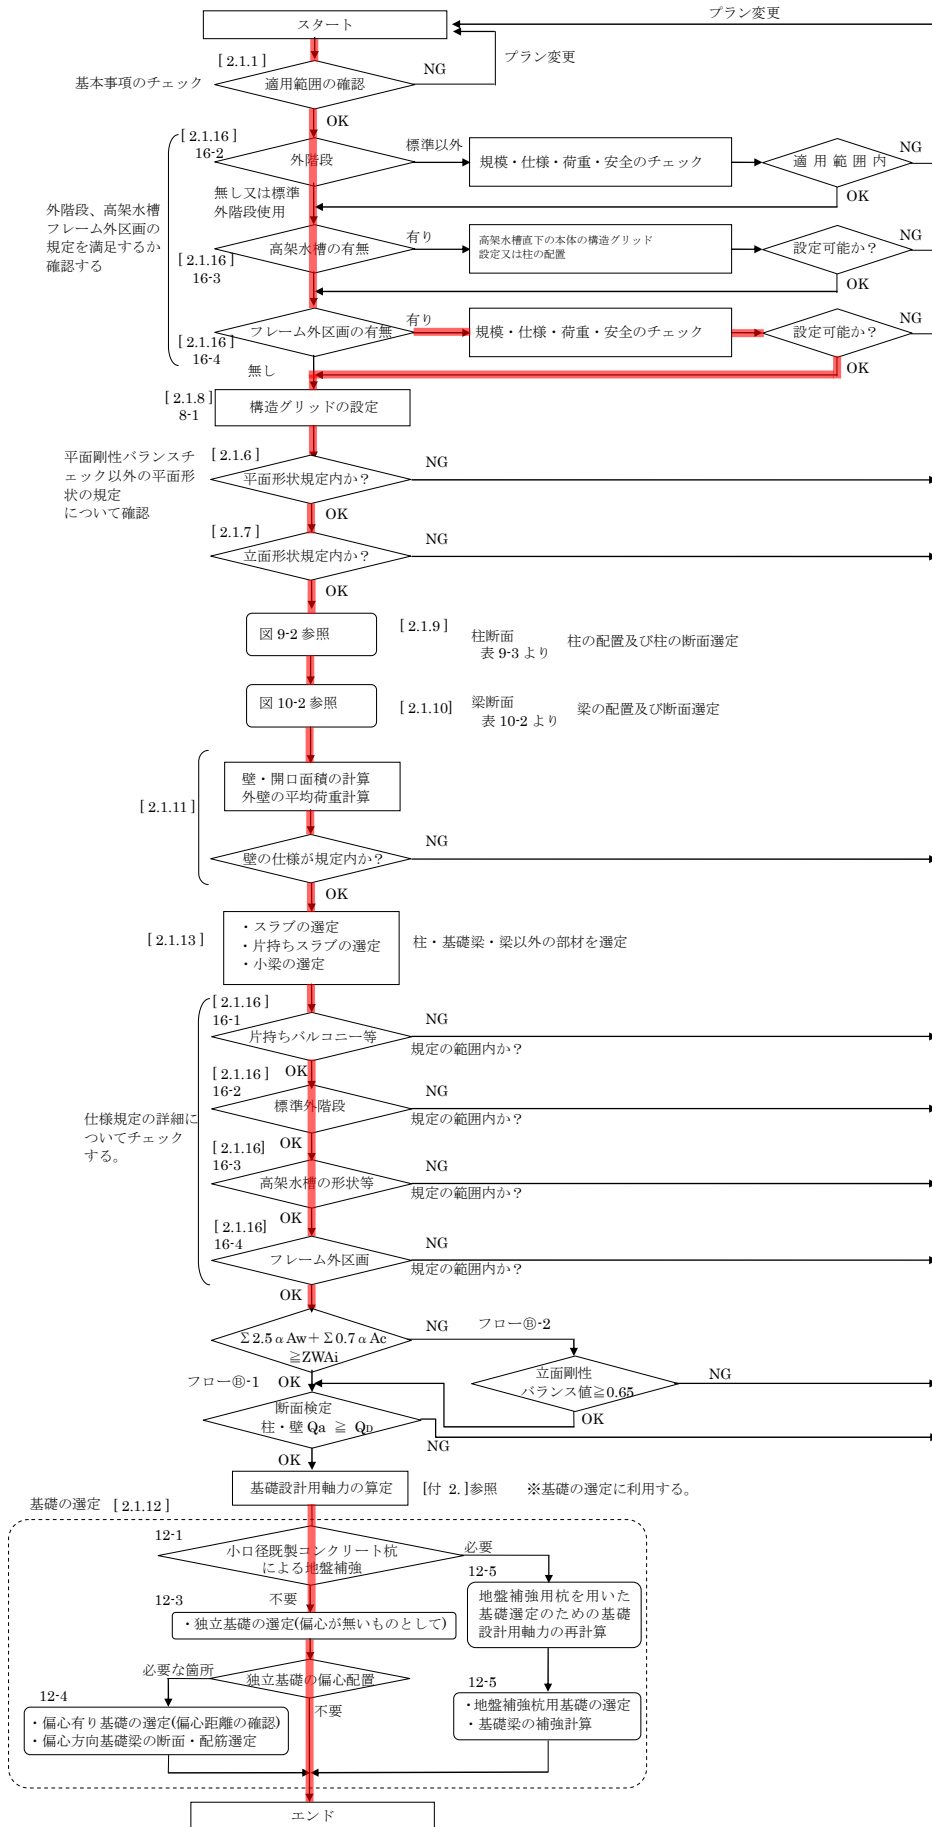 プラン変更
スタート
プラン変更
[ 2.1.1 ]
NG
基本事項のチェック
適用範囲の確認
OK
[ 2.1.16 ]
16-2
標準以外
NG
外階段
規模・仕様・荷重・安全のチェック
適 用 範 囲 内
OK
無し又は標準
外階段使用
外階段、高架水槽
フレーム外区画の
規定を満足するか
確認する
有り
NG
高架水槽の有無
高架水槽直下の本体の構造グリッド
設定又は柱の配置
設定可能か?
[ 2.1.16 ]
16-3
OK
有り
NG
フレーム外区画の有無
規模・仕様・荷重・安全のチェック
設定可能か?
[ 2.1.16 ]
16-4
無し
OK
[ 2.1.8 ]
8-1
構造グリッドの設定
平面剛性バランスチ
ェック以外の平面形
状の規定
について確認
[ 2.1.6 ]
NG
平面形状規定内か?
OK
[ 2.1.7 ]
NG
立面形状規定内か?
OK
図 9-2 参照
[ 2.1.9 ]
柱断面
表 9-3 より
柱の配置及び柱の断面選定
図 10-2 参照
[ 2.1.10]
梁断面
表 10-2 より
梁の配置及び断面選定
壁・開口面積の計算
外壁の平均荷重計算
[ 2.1.11 ]
NG
壁の仕様が規定内か?
OK
[ 2.1.13 ]
・スラブの選定
・片持ちスラブの選定
・小梁の選定
柱・基礎梁・梁以外の部材を選定
[ 2.1.16 ]
16-1
NG
片持ちバルコニー等
規定の範囲内か?
OK
[ 2.1.16 ]
16-2
NG
標準外階段
規定の範囲内か?
仕様規定の詳細に
ついてチェック
する。
OK
[ 2.1.16]
16-3
NG
高架水槽の形状等
規定の範囲内か?
OK
[ 2.1.16]
16-4
NG
フレーム外区画
規定の範囲内か?
OK
Σ2.5αAw+Σ0.7αAc
≧ZWAi
NG
フローⒷ-2
立面剛性
バランス値≧0.65
NG
フローⒷ-1
OK
OK
断面検定
柱・壁 Qa ≧ QD
NG
OK
基礎設計用軸力の算定
[付 2. ]参照
※基礎の選定に利用する。
基礎の選定 [ 2.1.12 ]
12-1
必要
小口径既製コンクリート杭
による地盤補強
12-5
地盤補強用杭を用いた
基礎選定のための基礎
設計用軸力の再計算
不要
12-3
・独立基礎の選定(偏心が無いものとして)
必要な箇所
独立基礎の偏心配置
12-4
不要
12-5
・地盤補強杭用基礎の選定
・基礎梁の補強計算
・偏心有り基礎の選定(偏心距離の確認)
・偏心方向基礎梁の断面・配筋選定
エンド